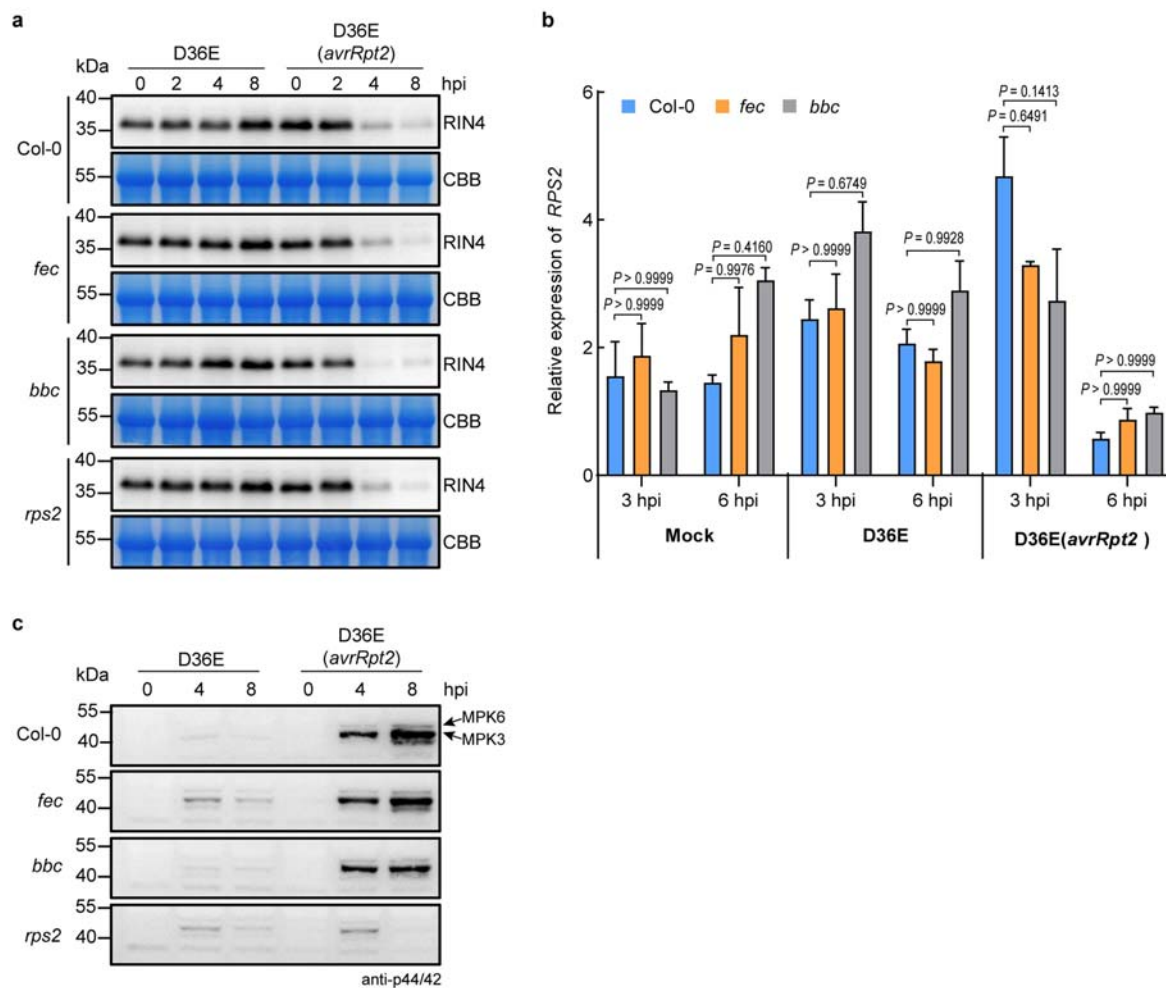 a
D36E
D36E
(avrRpt2)
kDa
0 2 4 8 0 2 4 8 hpi
Col-0
40
35
RIN4
55
CBB
fec
40
35
RIN4
55
CBB
bbc
40
35
RIN4
55
CBB
rps2
40
35
RIN4
55
CBB
b
Relative expression of RPS2
6
4
2
0
Col-0 fec bbc
P > 0.9999
P > 0.9999
P = 0.4160
P = 0.9976
P = 0.6749
P > 0.9999
P = 0.9928
P > 0.9999
P = 0.1413
P = 0.6491
P > 0.9999
P > 0.9999
3 hpi 6 hpi 3 hpi 6 hpi 3 hpi 6 hpi
Mock D36E D36E(avrRpt2 )
c
D36E
D36E
(avrRpt2)
kDa
0 4 8 0 4 8 hpi
Col-0
55
40
MPK6
MPK3
fec
55
40
bbc
55
40
rps2
55
40
anti-p44/42